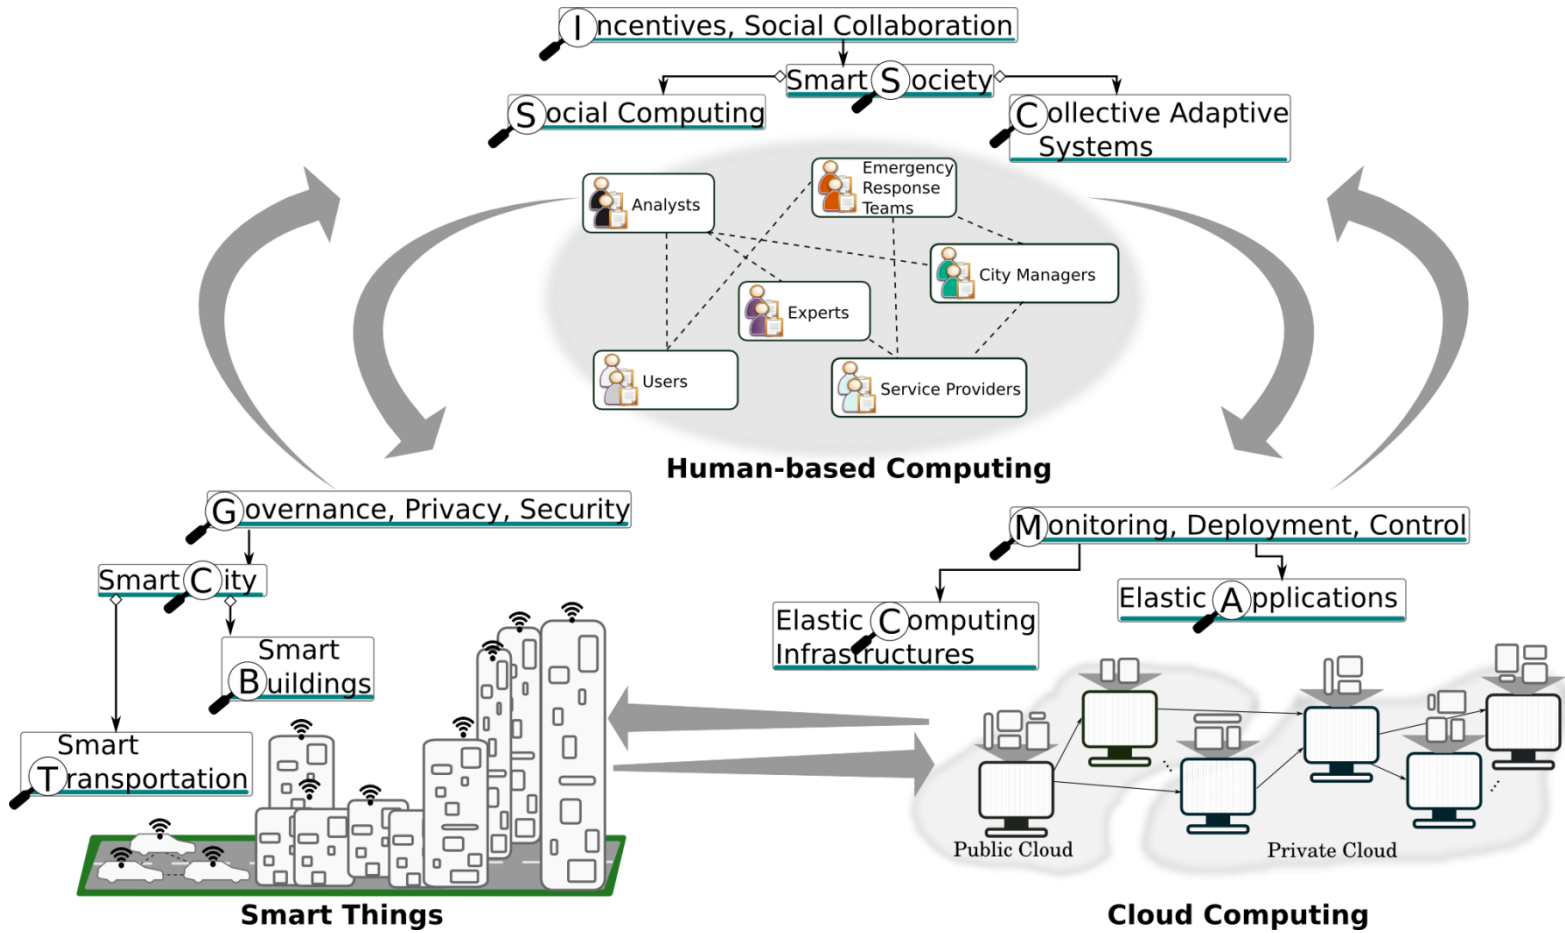 Incentives, Social Collaboration
Smart Society
Social Computing
Collective Adaptive
Systems
Emergency
Response
Teams
Analysts
City Managers
Experts
Users
Service Providers
Human-based Computing
Governance, Privacy, Security
Smart City
Smart
Buildings
Smart
Transportation
Smart Things
Monitoring, Deployment, Control
Elastic Applications
Elastic Computing
Infrastructures
Public Cloud
Private Cloud
Cloud Computing